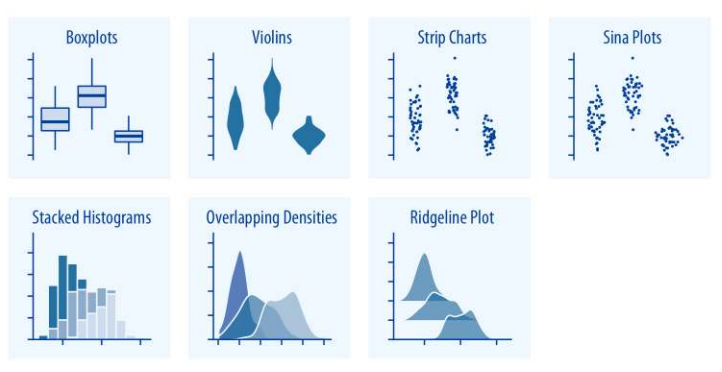 Boxplots
Violins
Strip Charts
Sina Plots
Stacked Histograms
Overlapping Densities
Ridgeline Plot